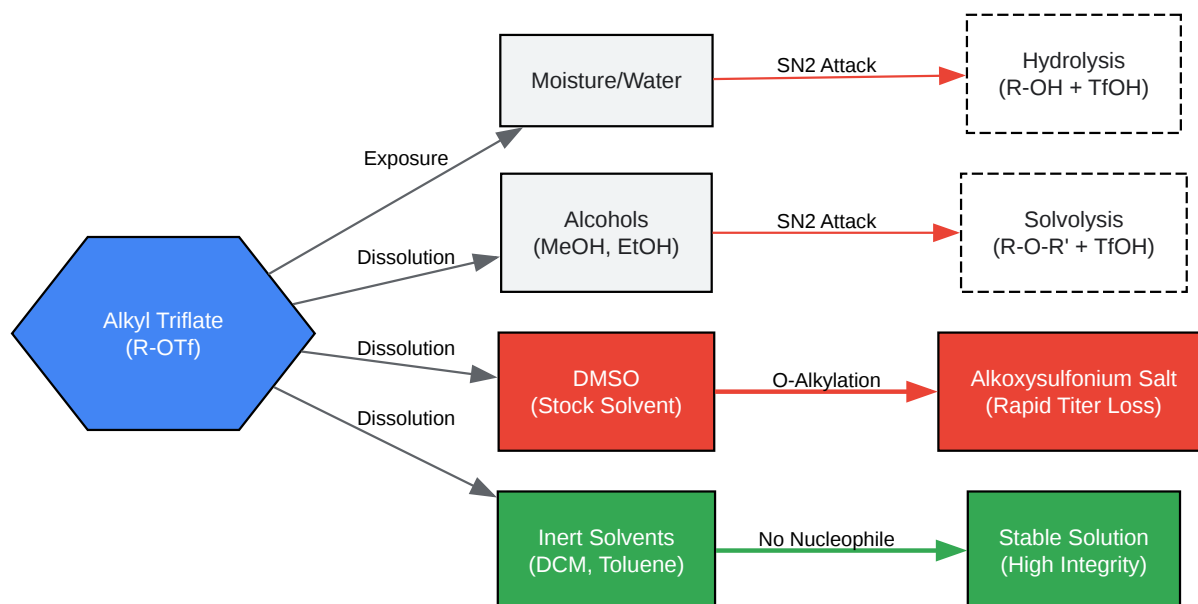 Moisture/Water
SN2 Attack
Hydrolysis
(R-OH + TfOH)
Exposure
Alcohols
(MeOH, EtOH)
SN2 Attack
Solvolysis
(R-O-R' + TfOH)
Dissolution
Alkyl Triflate
(R-OTf)
Dissolution
DMSO
(Stock Solvent)
O-Alkylation
Alkoxysulfonium Salt
(Rapid Titer Loss)
Dissolution
Inert Solvents
(DCM, Toluene)
No Nucleophile
Stable Solution
(High Integrity)